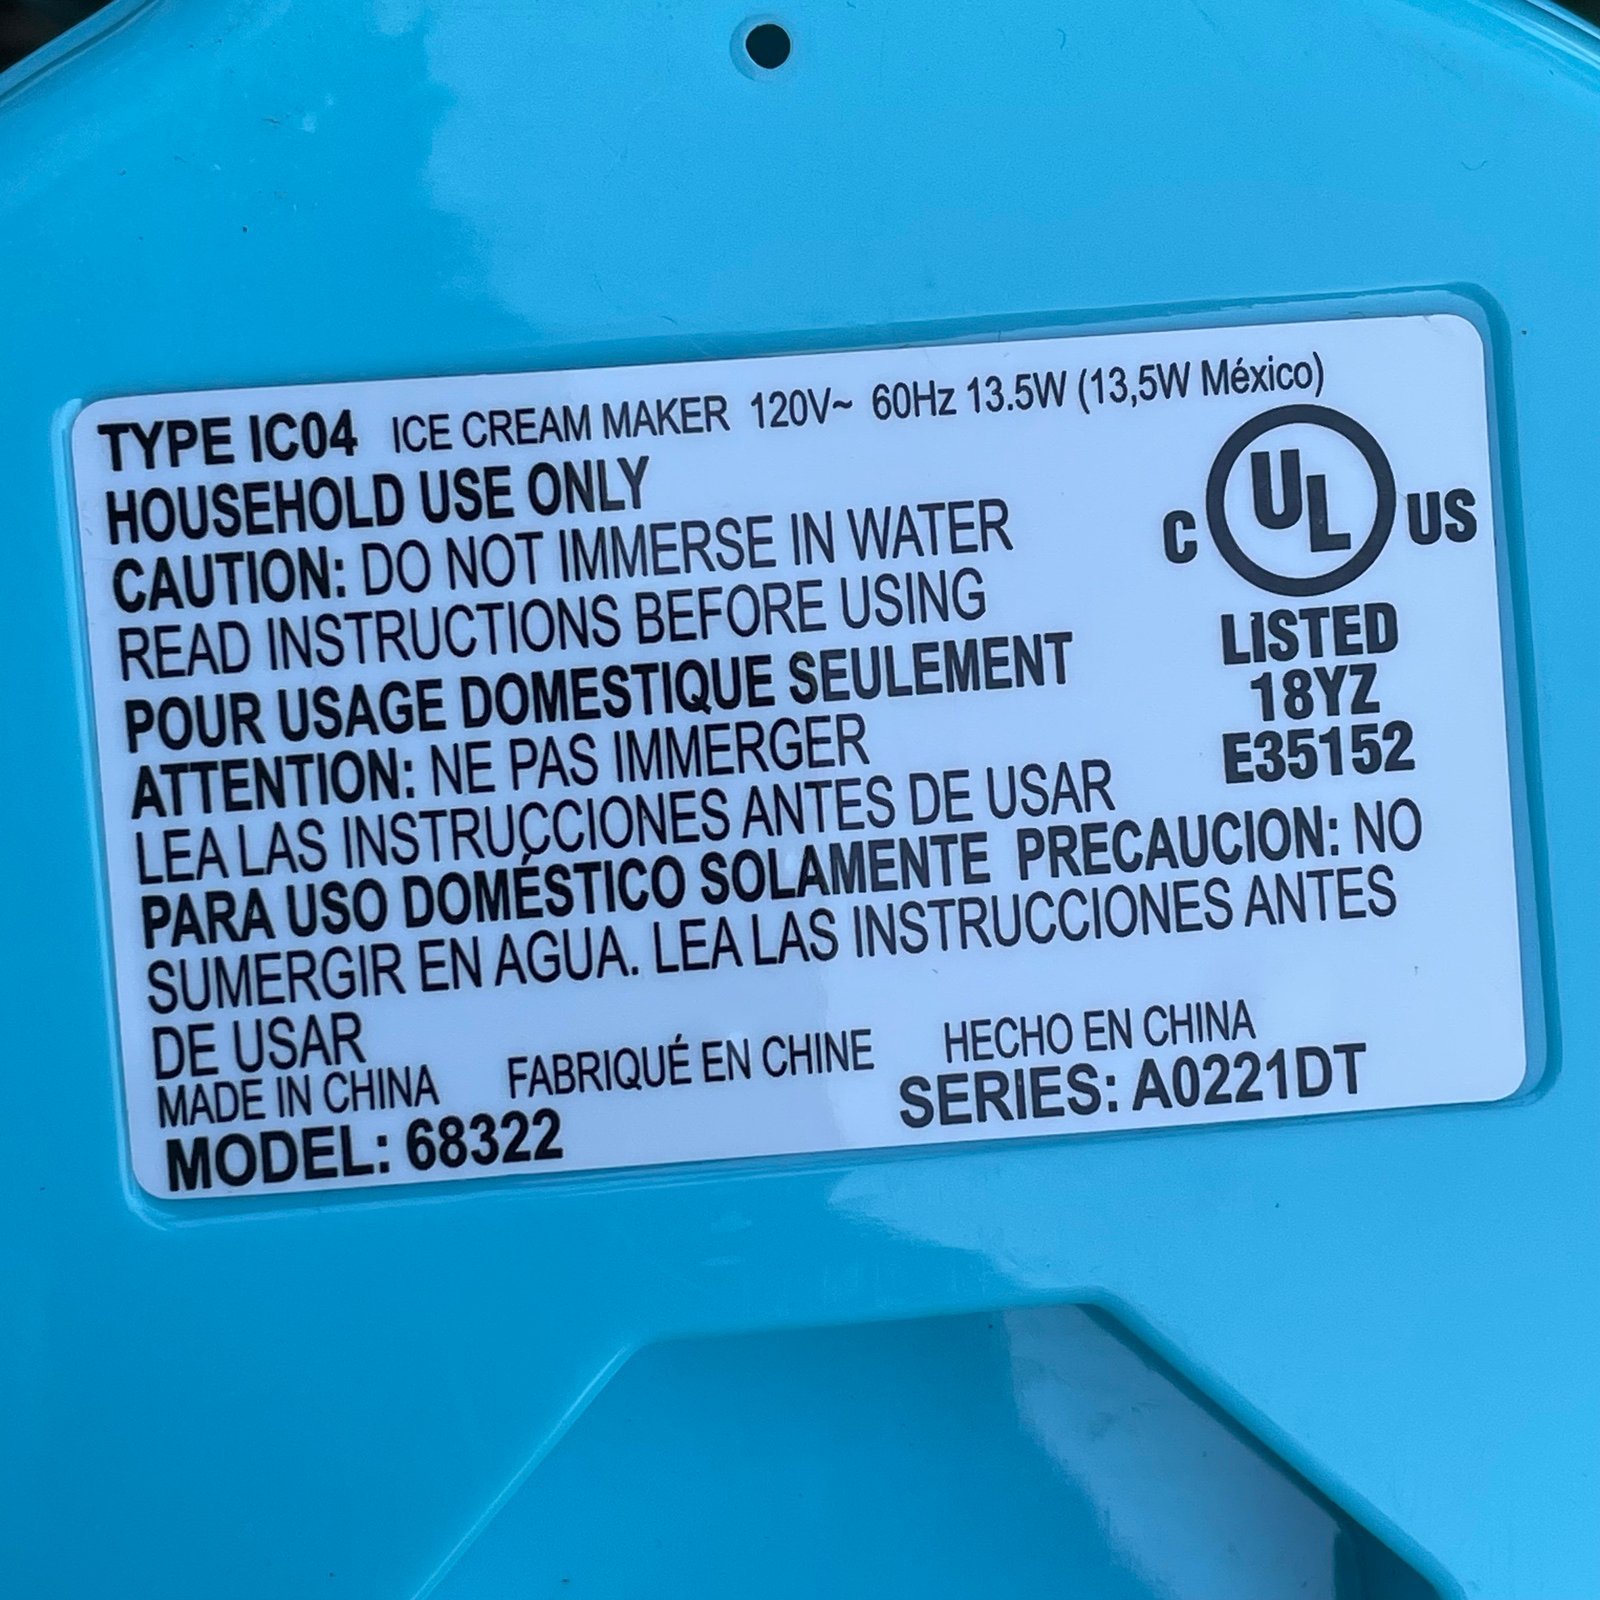 TYPE IC04 ICE CREAM MAKER 120V~ 60Hz 13.5W (13,5W México)
HOUSEHOLD USE ONLY
CAUTION: DO NOT IMMERSE IN WATER
READ INSTRUCTIONS BEFORE USING
POUR USAGE DOMESTIQUE SEULEMENT
ATTENTION: NE PAS IMMERGER
LEA LAS INSTRUCCIONES ANTES DE USAR
PARA USO DOMÉSTICO SOLAMENTE PRECAUCION: NO
SUMERGIR EN AGUA. LEA LAS INSTRUCCIONES ANTES
DE USAR
MADE IN CHINA FABRIQUÉ EN CHINE HECHO EN CHINA
MODEL: 68322 SERIES: A0221DT
C UL US
LISTED
18YZ
E35152